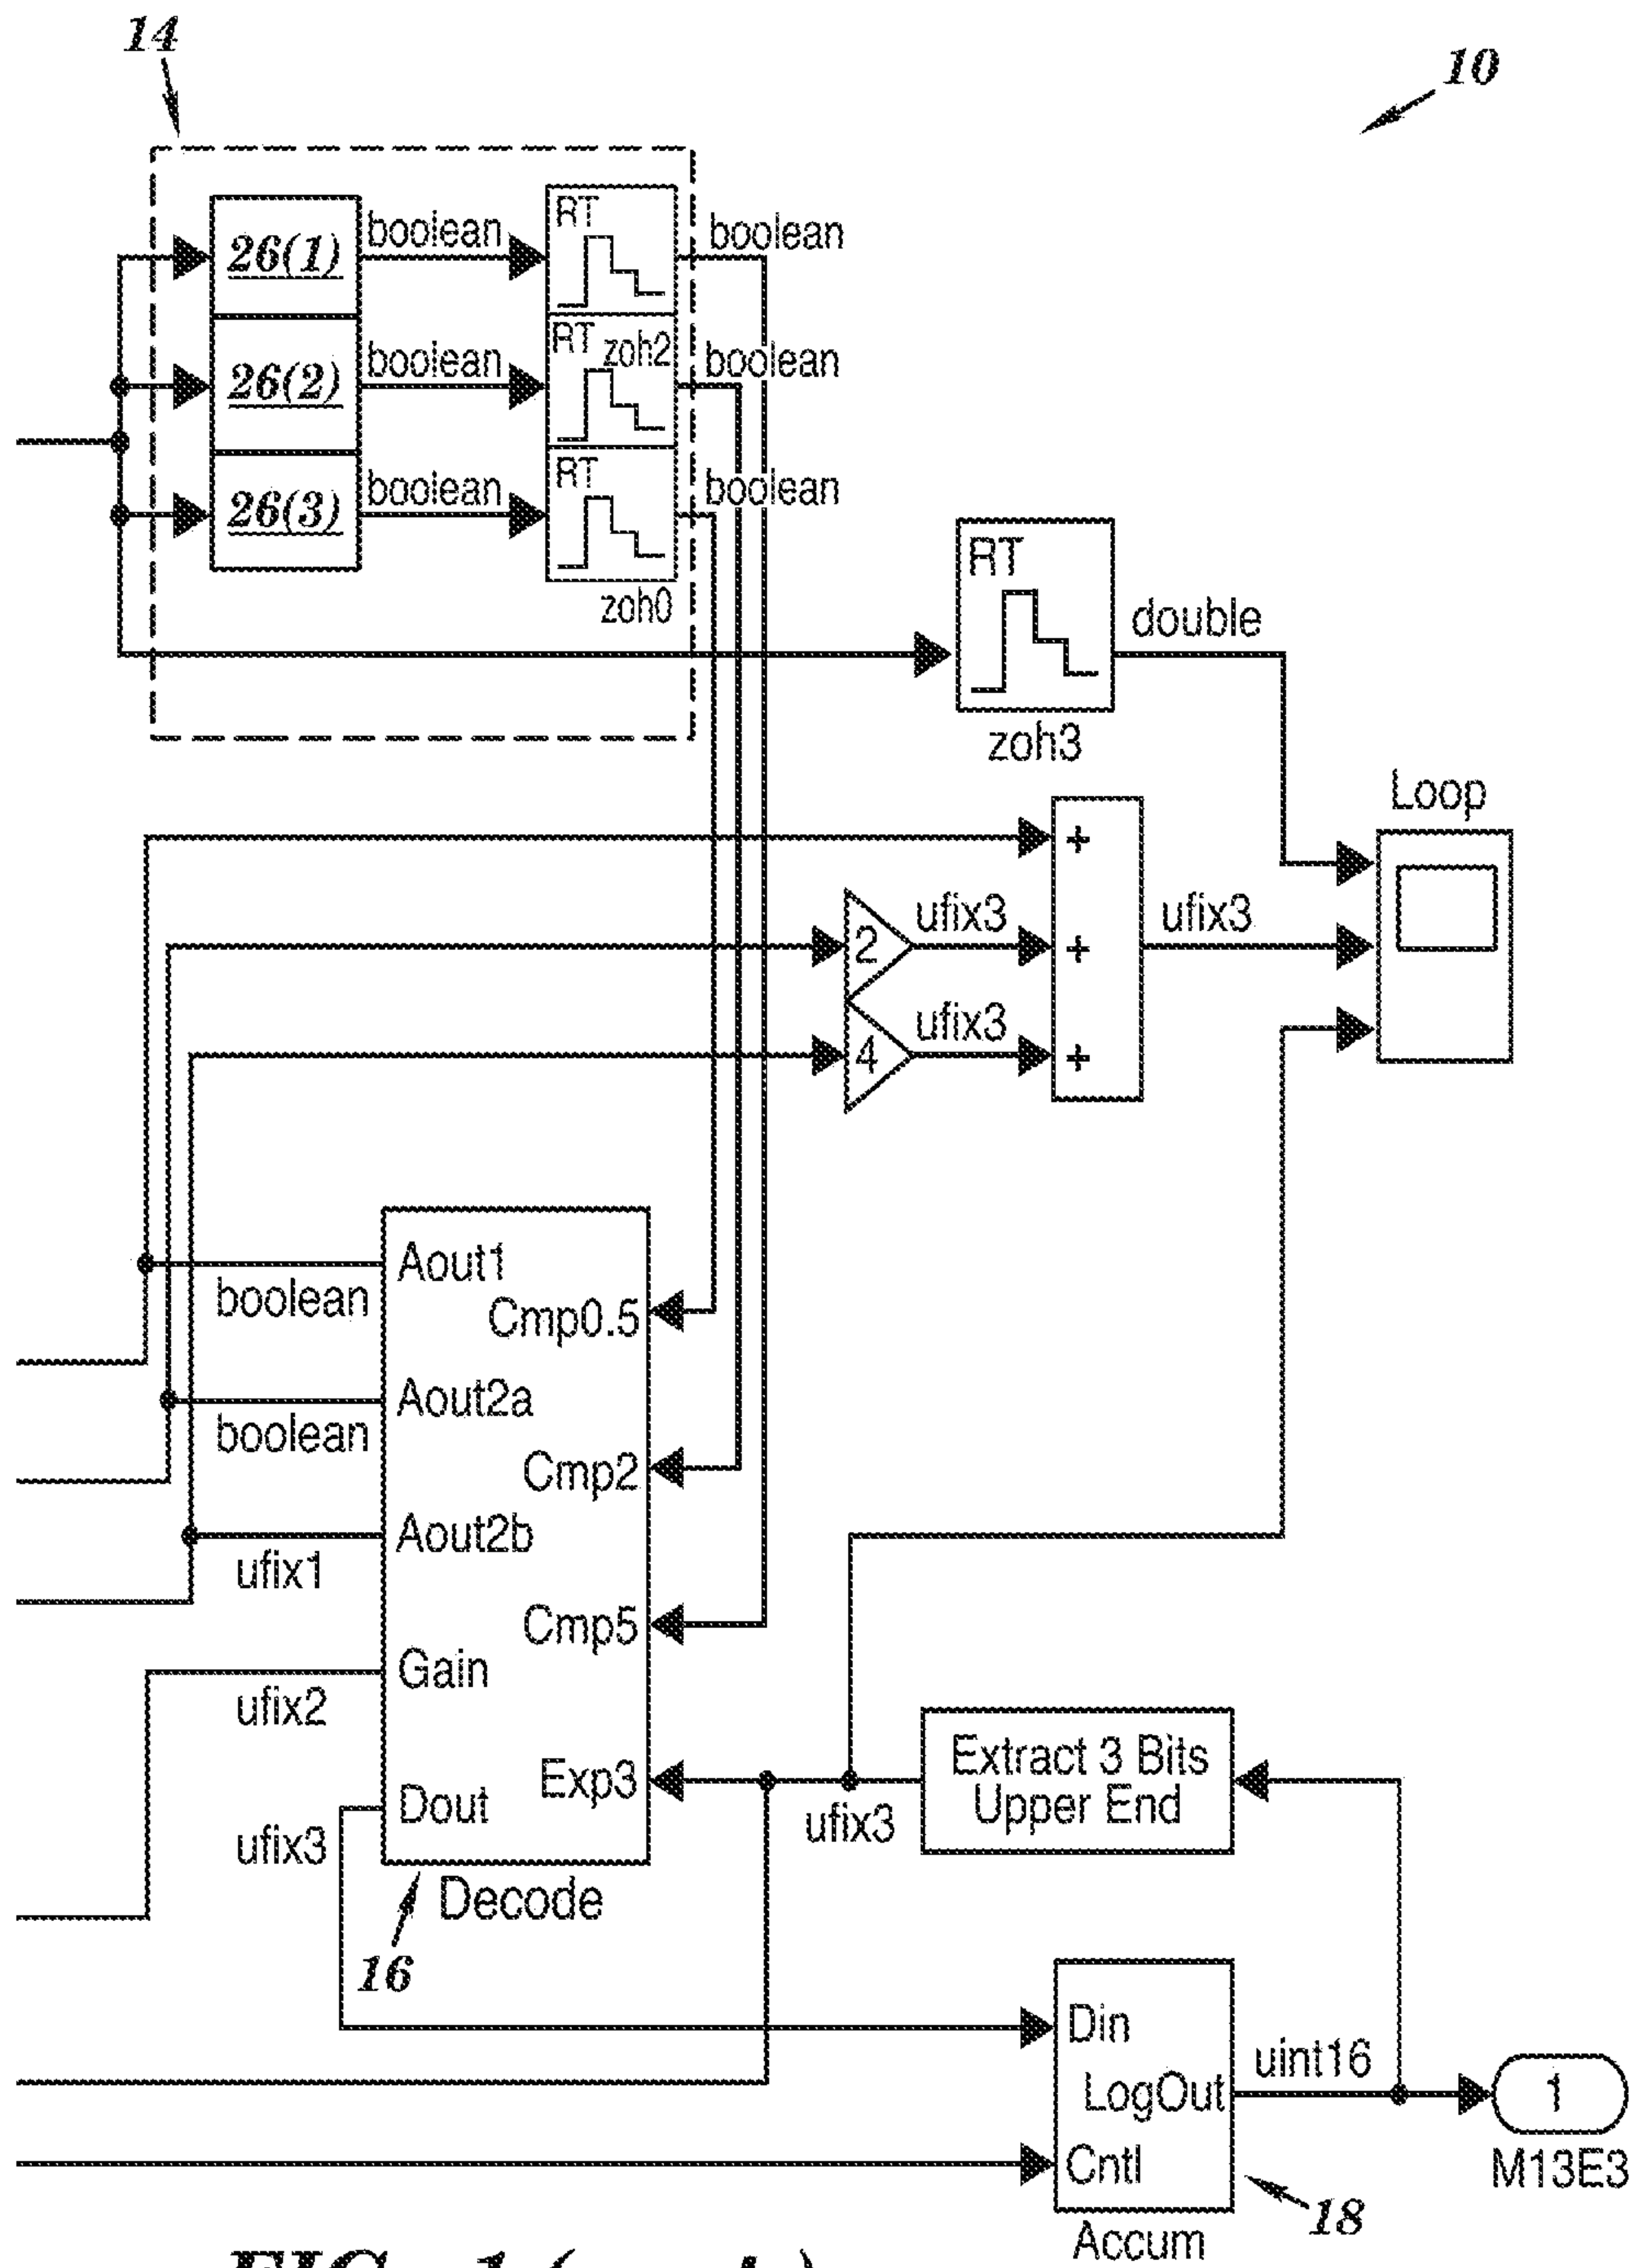 14
10
26(1)
boolean
RT
boolean
26(2)
boolean
RT
zoh2
boolean
26(3)
boolean
RT
boolean
zoh0
RT
double
zoh3
Loop
+
2
ufix3
+
ufix3
4
ufix3
+
Aout1
boolean
Cmp0.5
Aout2a
boolean
Cmp2
Aout2b
ufix1
Cmp5
Gain
ufix2
Exp3
Dout
ufix3
Decode
16
Extract 3 Bits
Upper End
ufix3
Din
LogOut
uint16
1
Cntl
M13E3
18
Accum